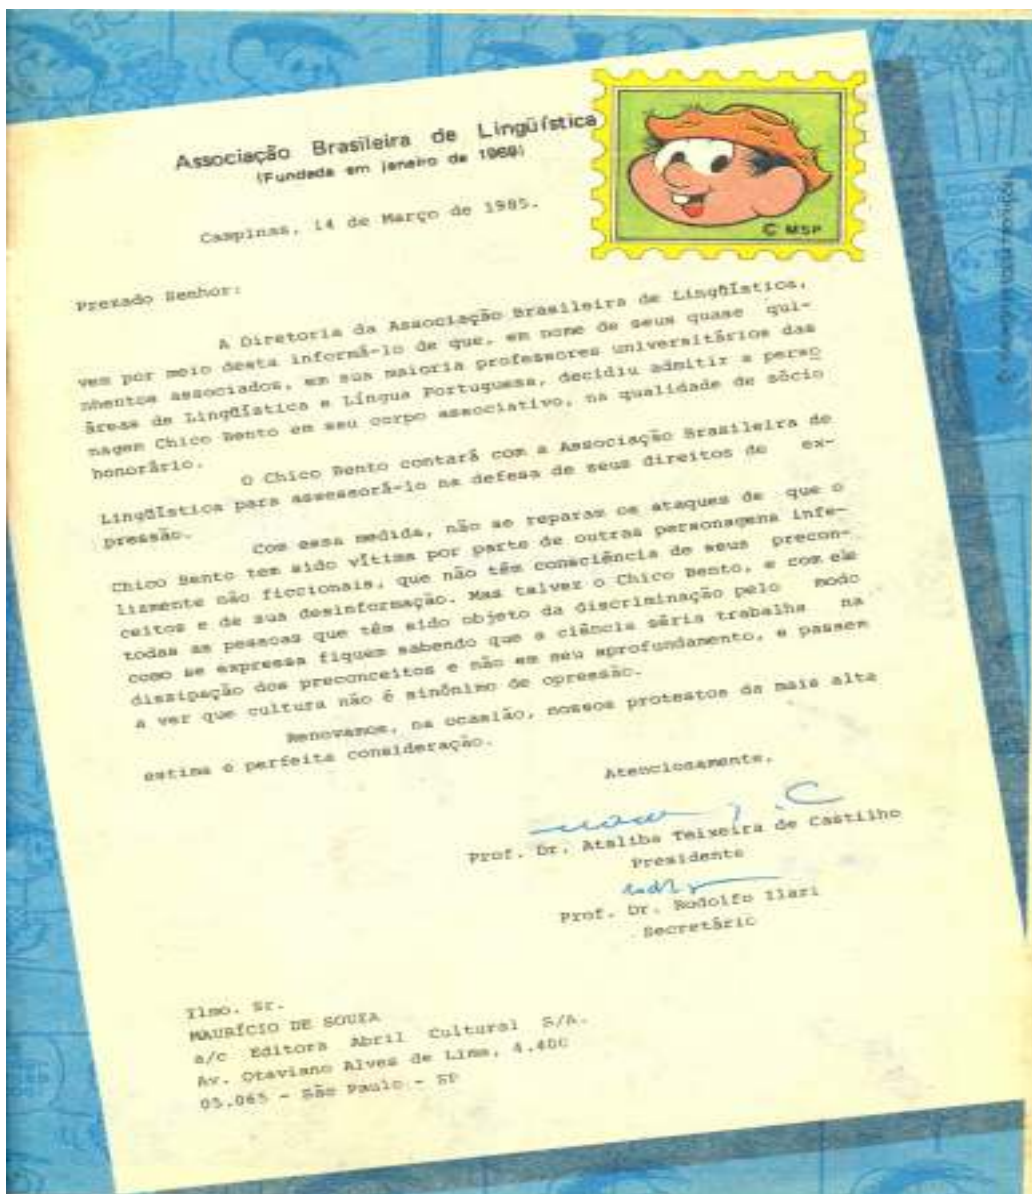 Associação Brasileira de Lingüística
(Fundada em janeiro de 1969)
C MSP
Campinas, 14 de Março de 1985.
Prezado Senhor:
A Diretoria da Associação Brasileira de Lingüística,
vem por meio desta informá-lo de que, em nome de seus quase qui-
nhentos associados, em sua maioria professores universitários das
áreas de Lingüística e Língua Portuguesa, decidiu admitir a perso
nagem Chico Bento em seu corpo associativo, na qualidade de sócio
honorário.
O Chico Bento contará com a Associação Brasileira de
Lingüística para assessorá-lo na defesa de seus direitos de ex-
pressão.
Com essa medida, não se reparam os ataques de que o
Chico Bento tem sido vítima por parte de outras personagens infe-
lizmente não ficcionais, que não têm consciência de seus precon-
ceitos e de sua desinformação. Mas talvez o Chico Bento, e com ele
todas as pessoas que têm sido objeto da discriminação pelo modo
como se expressa fiquem sabendo que a ciência séria trabalha na
dissipação dos preconceitos e não em seu aprofundamento, e passem
a ver que cultura não é sinônimo de opressão.
Renovamos, na ocasião, nossos protestos da mais alta
estima e perfeita consideração.
Atenciosamente,
Prof. Dr. Ataliba Teixeira de Castilho
Presidente
Prof. Dr. Rodolfo Ilari
Secretário
Ilmo. Sr.
MAURÍCIO DE SOUZA
a/c Editora Abril Cultural S/A.
Av. Otaviano Alves de Lima, 4.400
05.065 - São Paulo - SP